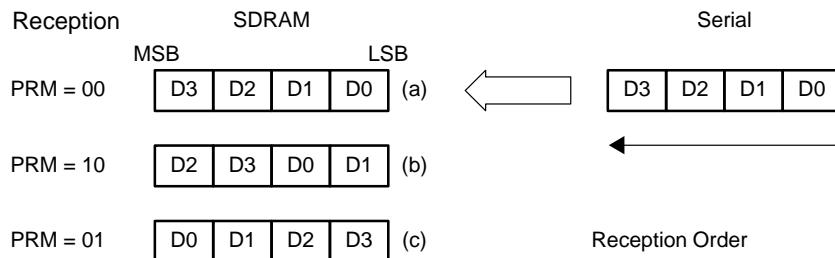 Reception SDRAM Serial
MSB LSB
PRM = 00 D3 D2 D1 D0 (a) D3 D2 D1 D0
PRM = 10 D2 D3 D0 D1 (b)
PRM = 01 D0 D1 D2 D3 (c) Reception Order